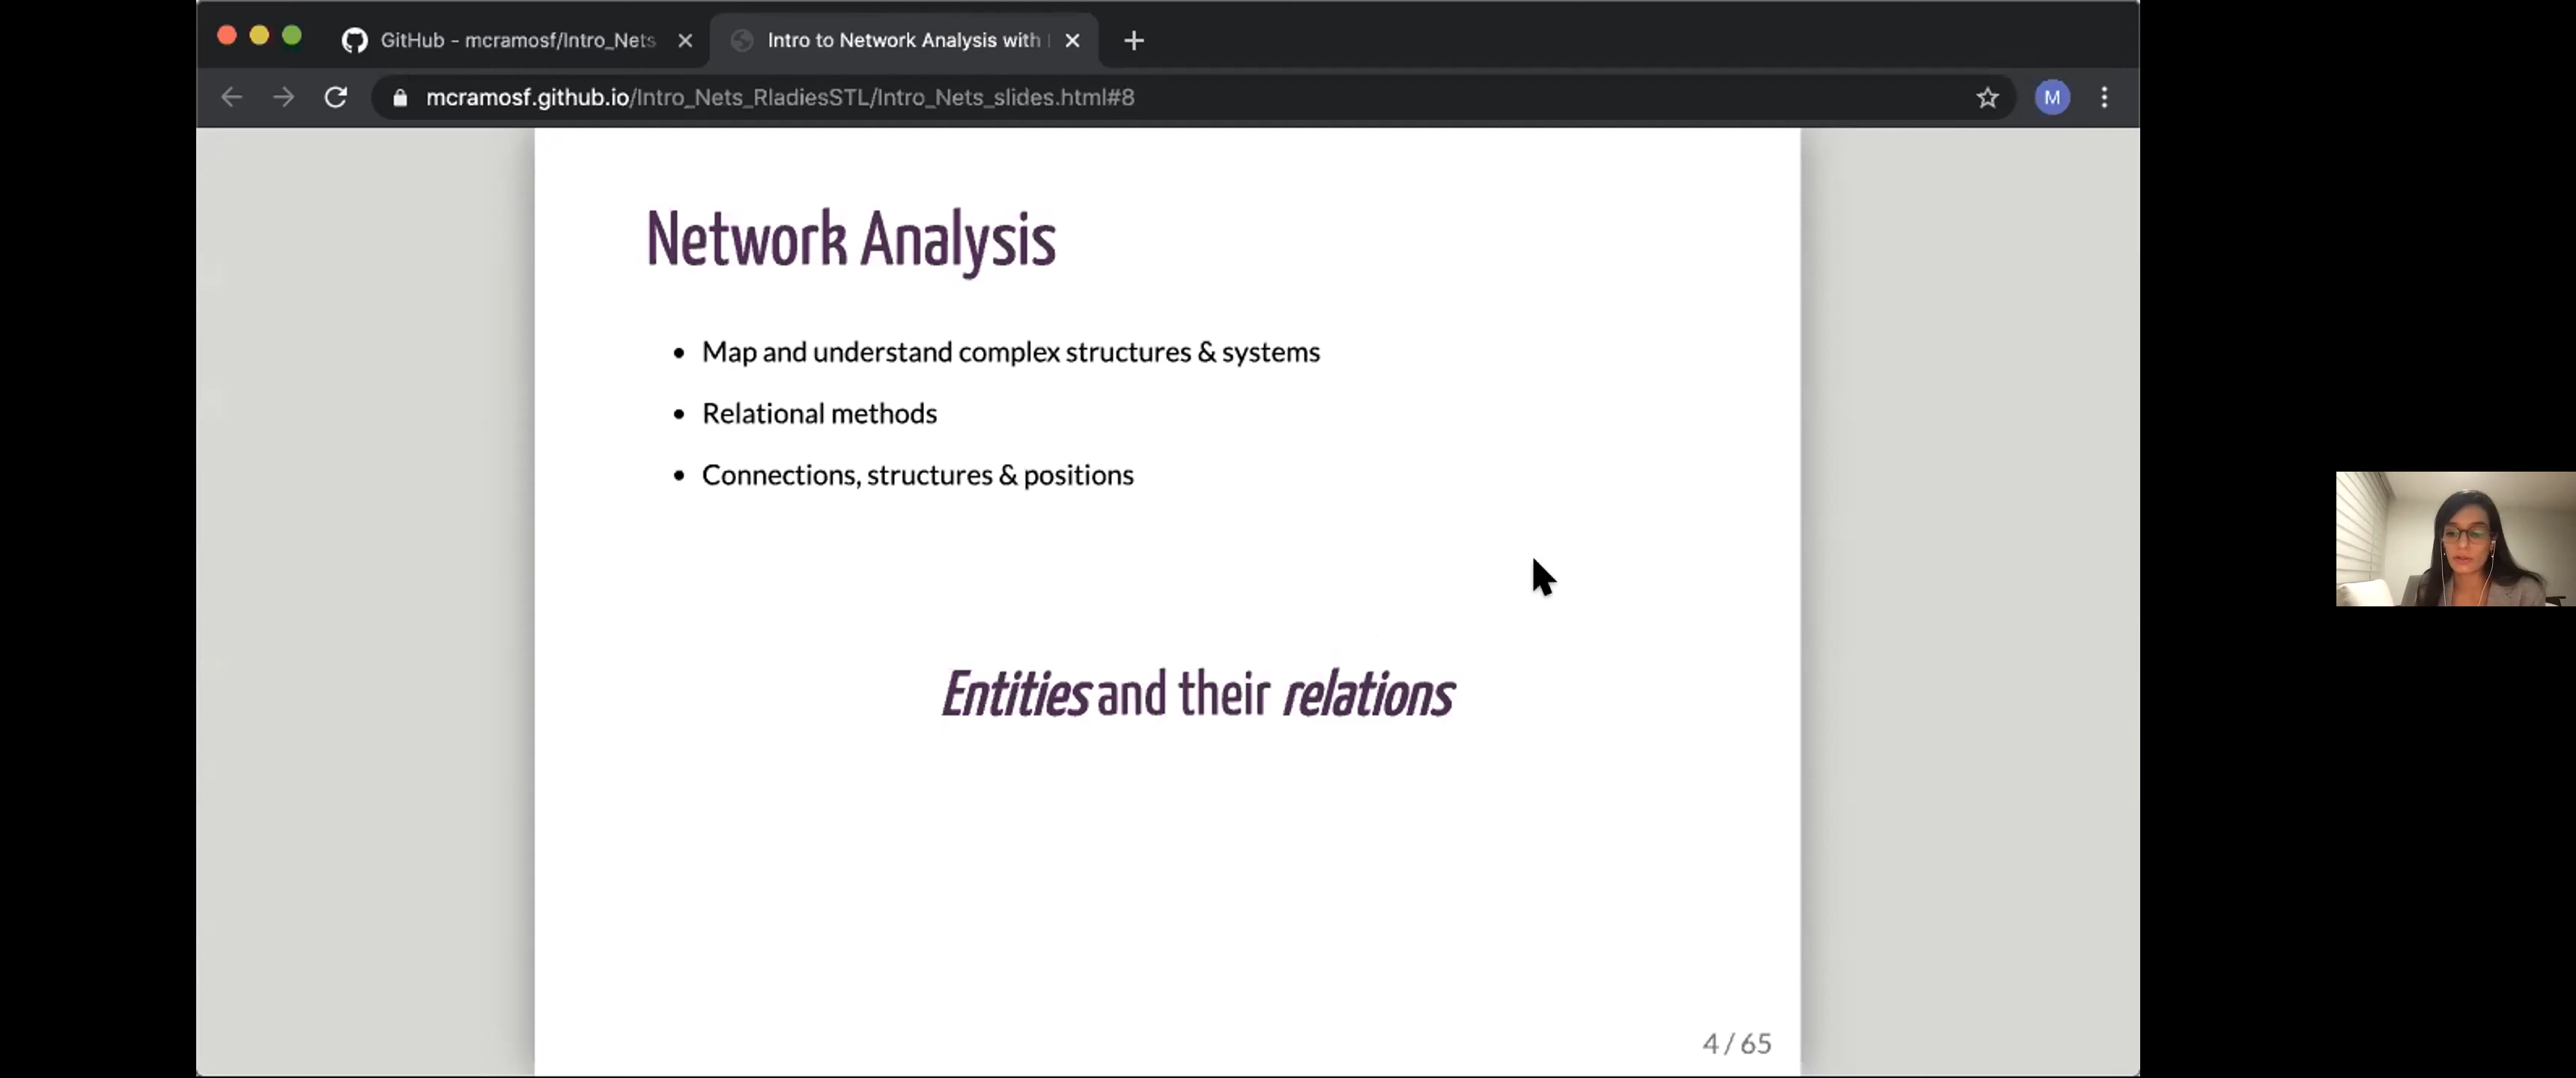 GitHub - mcramosf/Intro_Nets
Intro to Network Analysis with
mcramosf.github.io/Intro_Nets_RladiesSTL/Intro_Nets_slides.html#8
M
Network Analysis
• Map and understand complex structures & systems
• Relational methods
• Connections, structures & positions
Entities and their relations
4 / 65